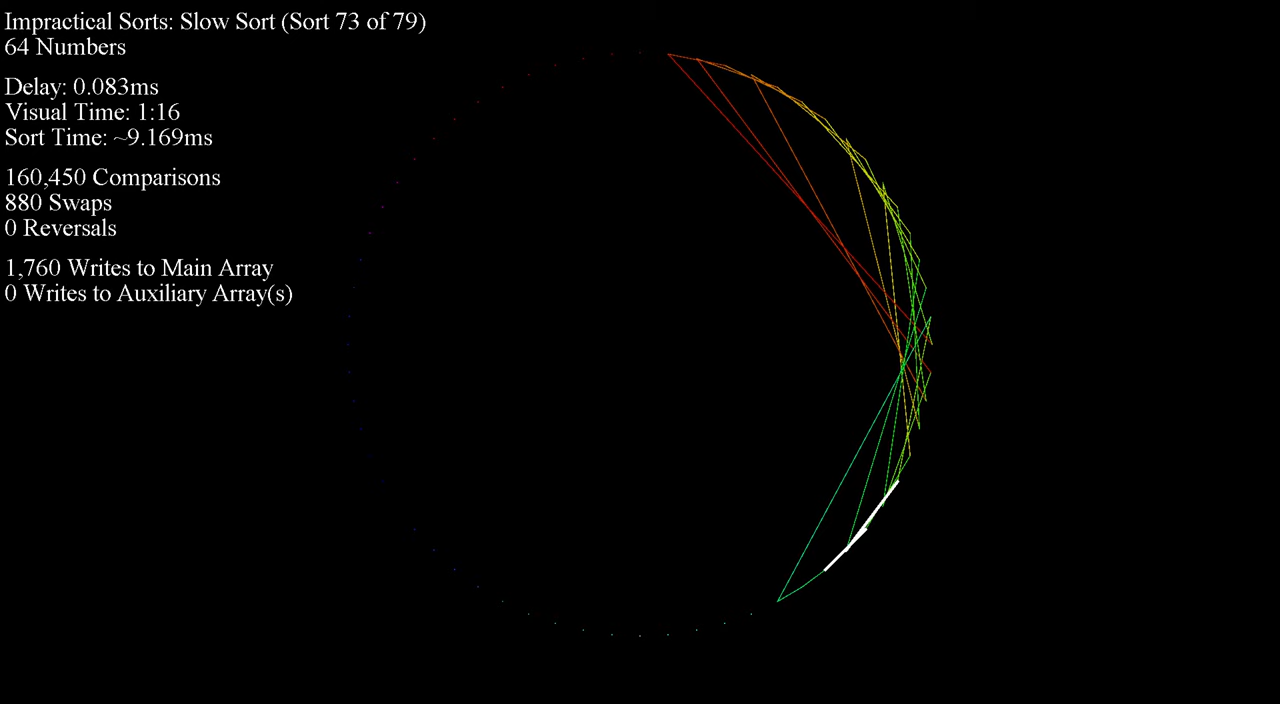 Impractical Sorts: Slow Sort (Sort 73 of 79)
64 Numbers
Delay: 0.083ms
Visual Time: 1:16
Sort Time: ~9.169ms
160,450 Comparisons
880 Swaps
0 Reversals
1,760 Writes to Main Array
0 Writes to Auxiliary Array(s)